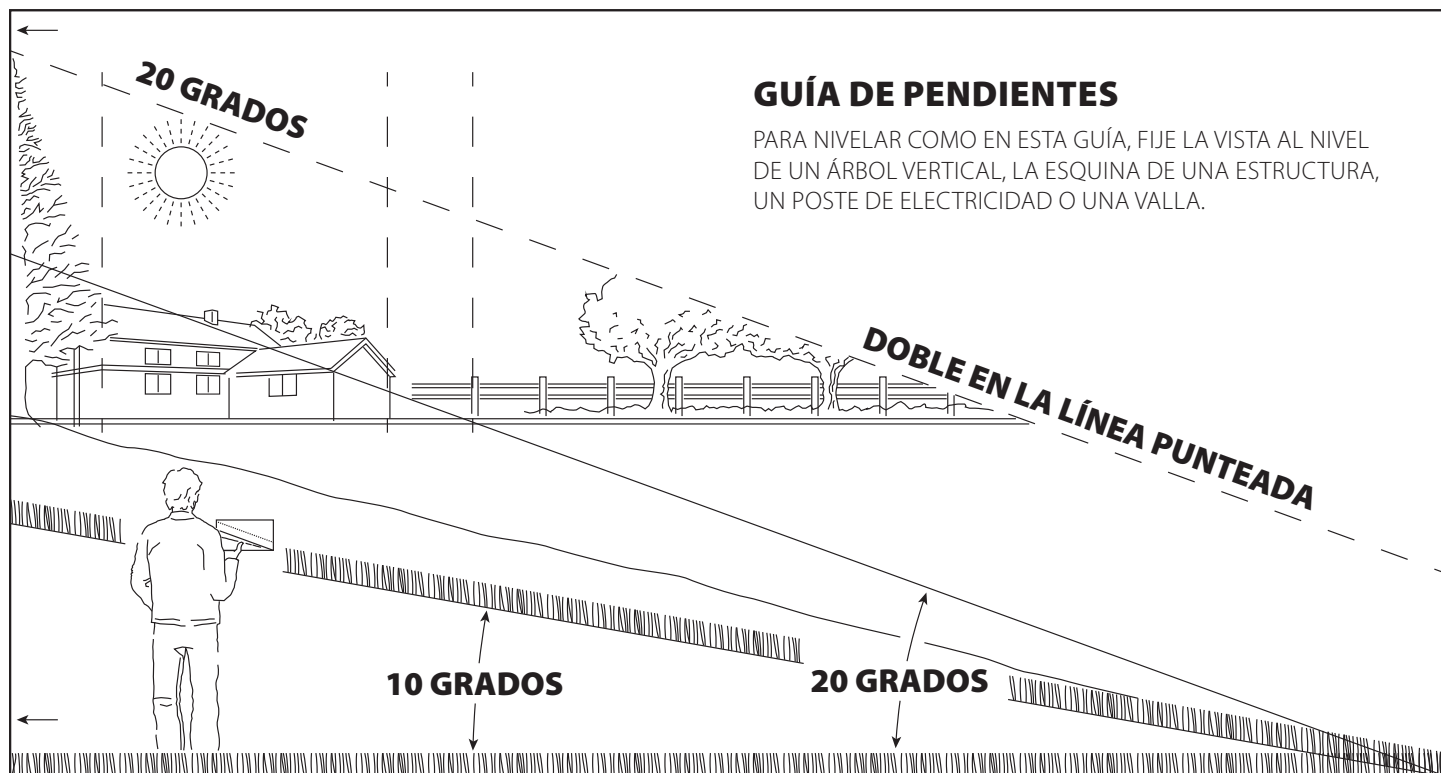 20 GRADOS
GUÍA DE PENDIENTES
PARA NIVELAR COMO EN ESTA GUÍA, FIJE LA VISTA AL NIVEL
DE UN ÁRBOL VERTICAL, LA ESQUINA DE UNA ESTRUCTURA,
UN POSTE DE ELECTRICIDAD O UNA VALLA.
DOBLE EN LA LÍNEA PUNTEADA
10 GRADOS
20 GRADOS